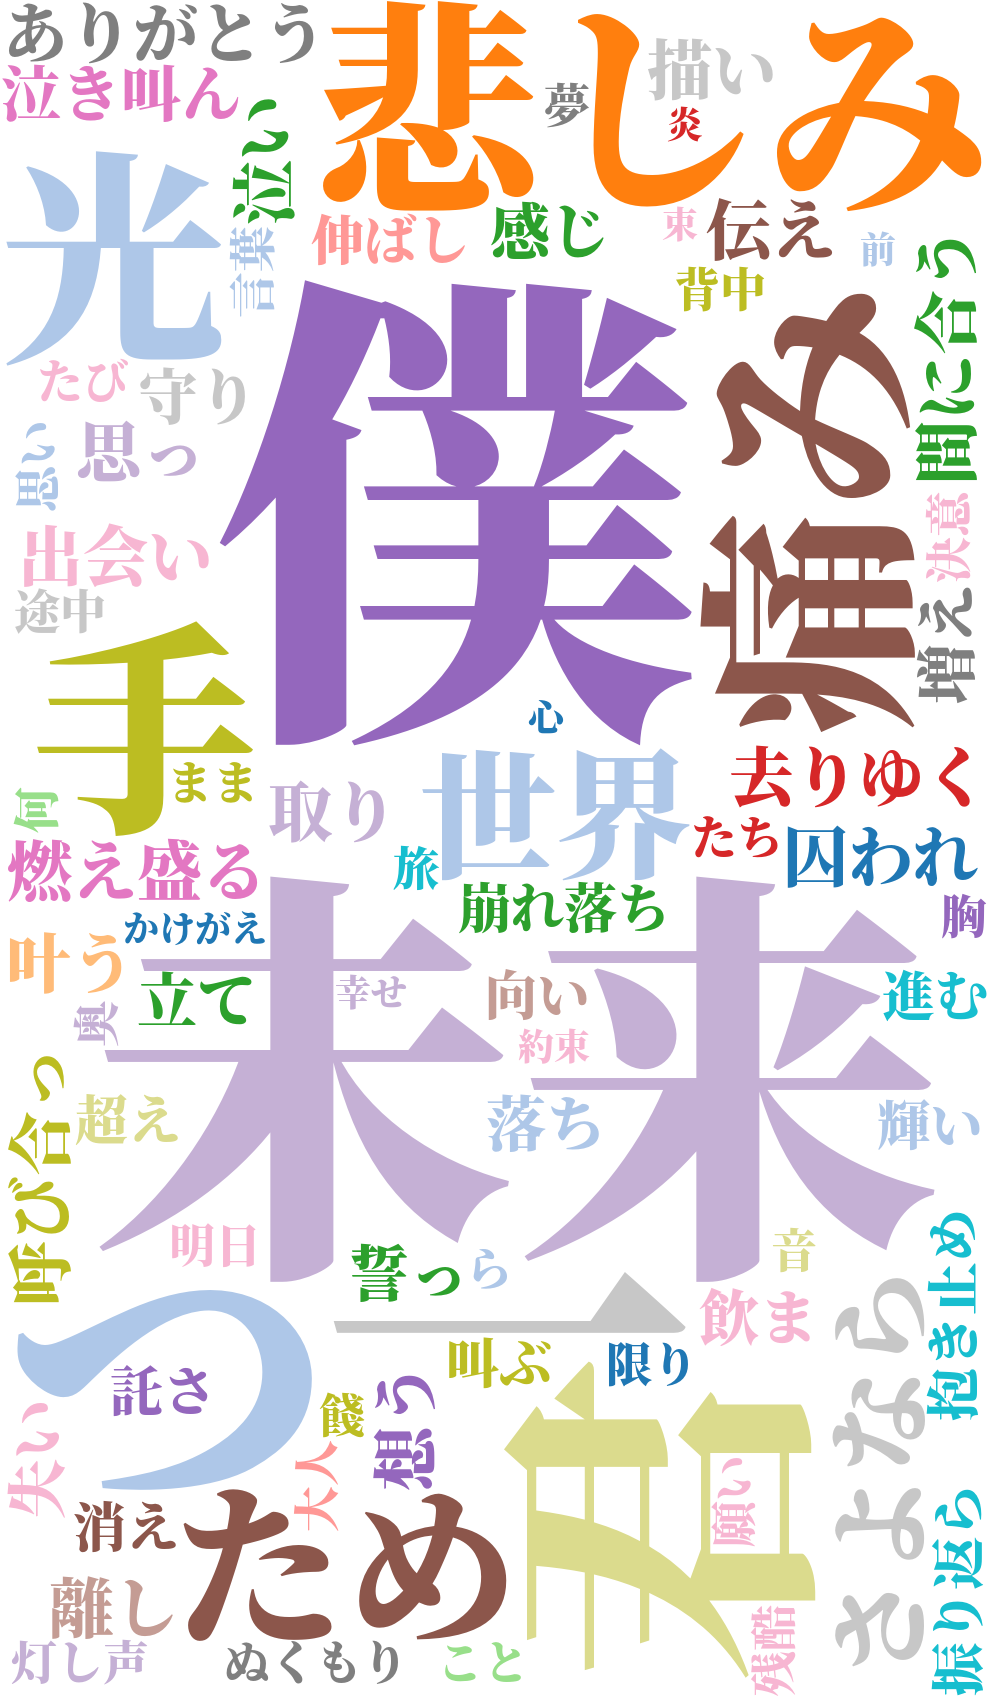 ありがとう
悲しみ
描い
夢
炎
泣き叫ん
泣い
光
言葉
伸ばし
感じ
束
伝え
前
背中
間に合う
僕
痛み
たび
守り
思い
思っ
決意
出会い
途中
増え
手
心
まま
世界
去りゆく
取り
何
たち
囚われ
燃え盛る
旅
崩れ落ち
胸
かけがえ
未来
叶う
立て
幸せ
向い
進む
奥
約束
呼び合っ
超え
落ち
輝い
明日
誓っ
ら
音
抱き止め
つ
一
飲ま
さよなら
叫ぶ
限り
託さ
餞
想う
君
失い
大人
願い
消え
ため
振り返ら
離し
残酷
灯し声
ぬくもり
こと